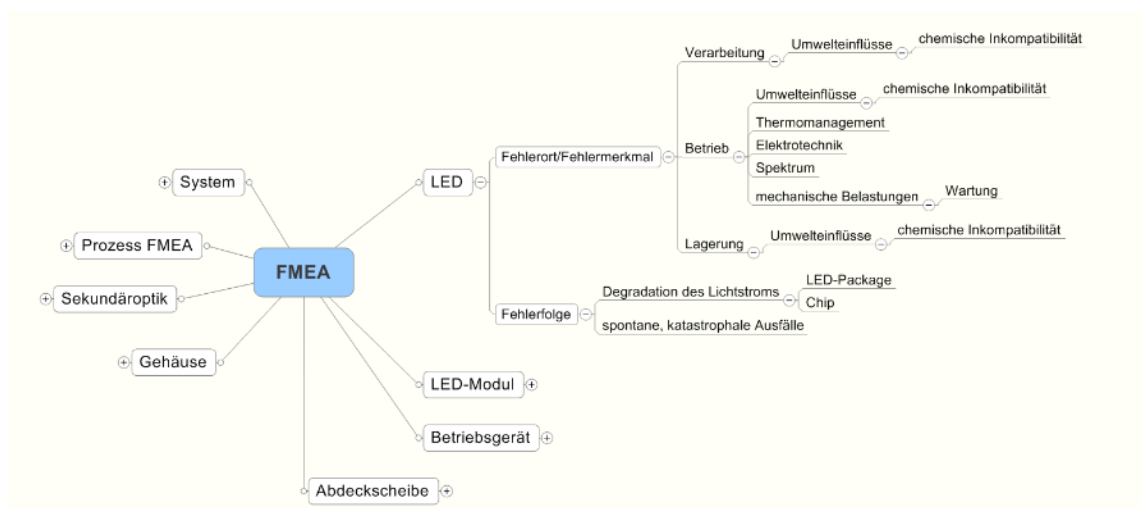 FMEA
LED
Fehlerort/Fehlermerkmal
Verarbeitung
Umwelteinflüsse
chemische Inkompatibilität
Betrieb
Umwelteinflüsse
chemische Inkompatibilität
Thermomanagement
Elektrotechnik
Spektrum
mechanische Belastungen
Wartung
Lagerung
Umwelteinflüsse
chemische Inkompatibilität
Fehlerfolge
Degradation des Lichtstroms
LED-Package
Chip
spontane, katastrophale Ausfälle
LED-Modul
Betriebsgerät
Abdeckscheibe
System
Prozess FMEA
Sekundäroptik
Gehäuse